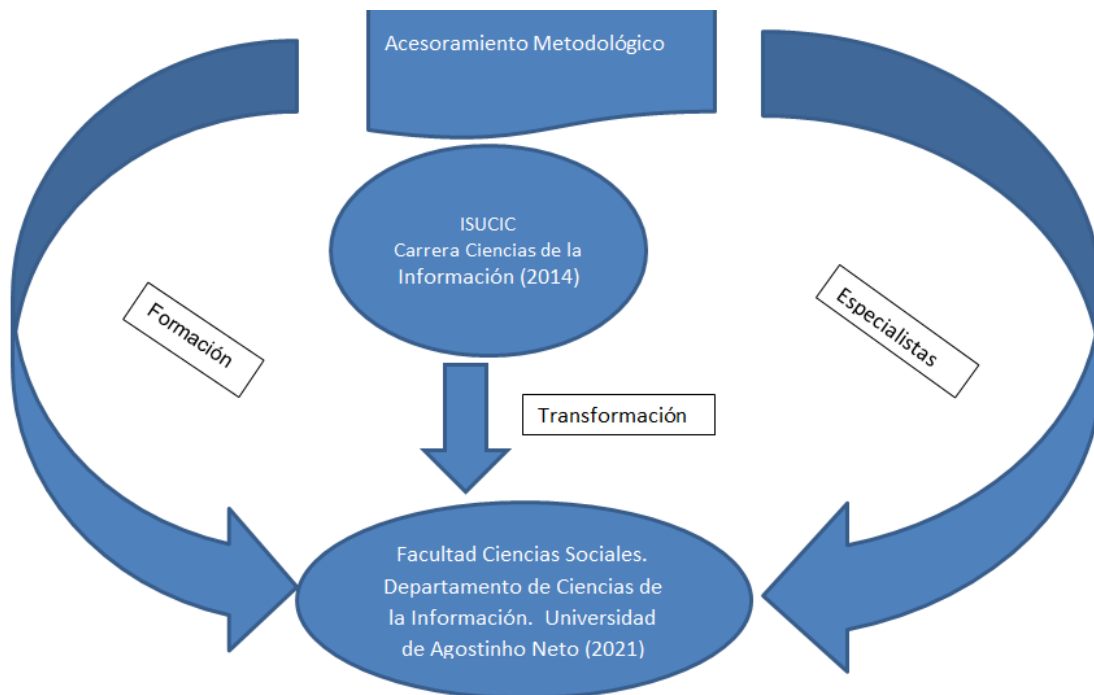 Acesoramiento Metodológico
ISUCIC
Carrera Ciencias de la
Información (2014)
Formación
Especialistas
Transformación
Facultad Ciencias Sociales.
Departamento de Ciencias de
la Información. Universidad
de Agostinho Neto (2021)